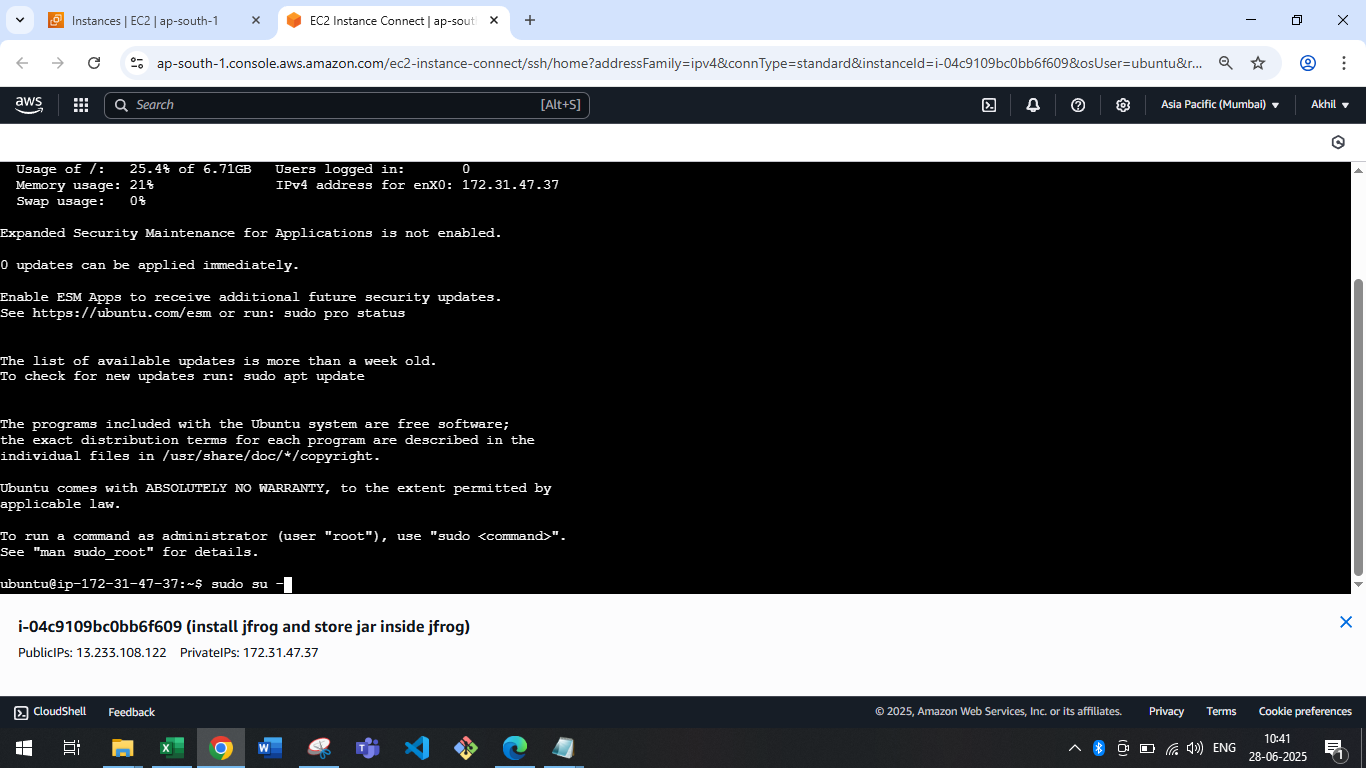 Instances | EC2 | ap-south-1
EC2 Instance Connect | ap-sout
ap-south-1.console.aws.amazon.com/ec2-instance-connect/ssh/home?addressFamily=ipv4&connType=standard&instanceId=i-04c9109bc0bb6f609&osUser=ubuntu&r...
aws
Search
[Alt+S]
Asia Pacific (Mumbai)
Akhil
Usage of /:   25.4% of 6.71GB   Users logged in:       0
Memory usage: 21%               IPv4 address for enX0: 172.31.47.37
Swap usage:   0%
Expanded Security Maintenance for Applications is not enabled.
0 updates can be applied immediately.
Enable ESM Apps to receive additional future security updates.
See https://ubuntu.com/esm or run: sudo pro status
The list of available updates is more than a week old.
To check for new updates run: sudo apt update
The programs included with the Ubuntu system are free software;
the exact distribution terms for each program are described in the
individual files in /usr/share/doc/*/copyright.
Ubuntu comes with ABSOLUTELY NO WARRANTY, to the extent permitted by
applicable law.
To run a command as administrator (user "root"), use "sudo <command>".
See "man sudo_root" for details.
ubuntu@ip-172-31-47-37:~$ sudo su -
i-04c9109bc0bb6f609 (install jfrog and store jar inside jfrog)
PublicIPs: 13.233.108.122    PrivateIPs: 172.31.47.37
CloudShell
Feedback
© 2025, Amazon Web Services, Inc. or its affiliates.
Privacy
Terms
Cookie preferences
ENG
10:41
28-06-2025
1